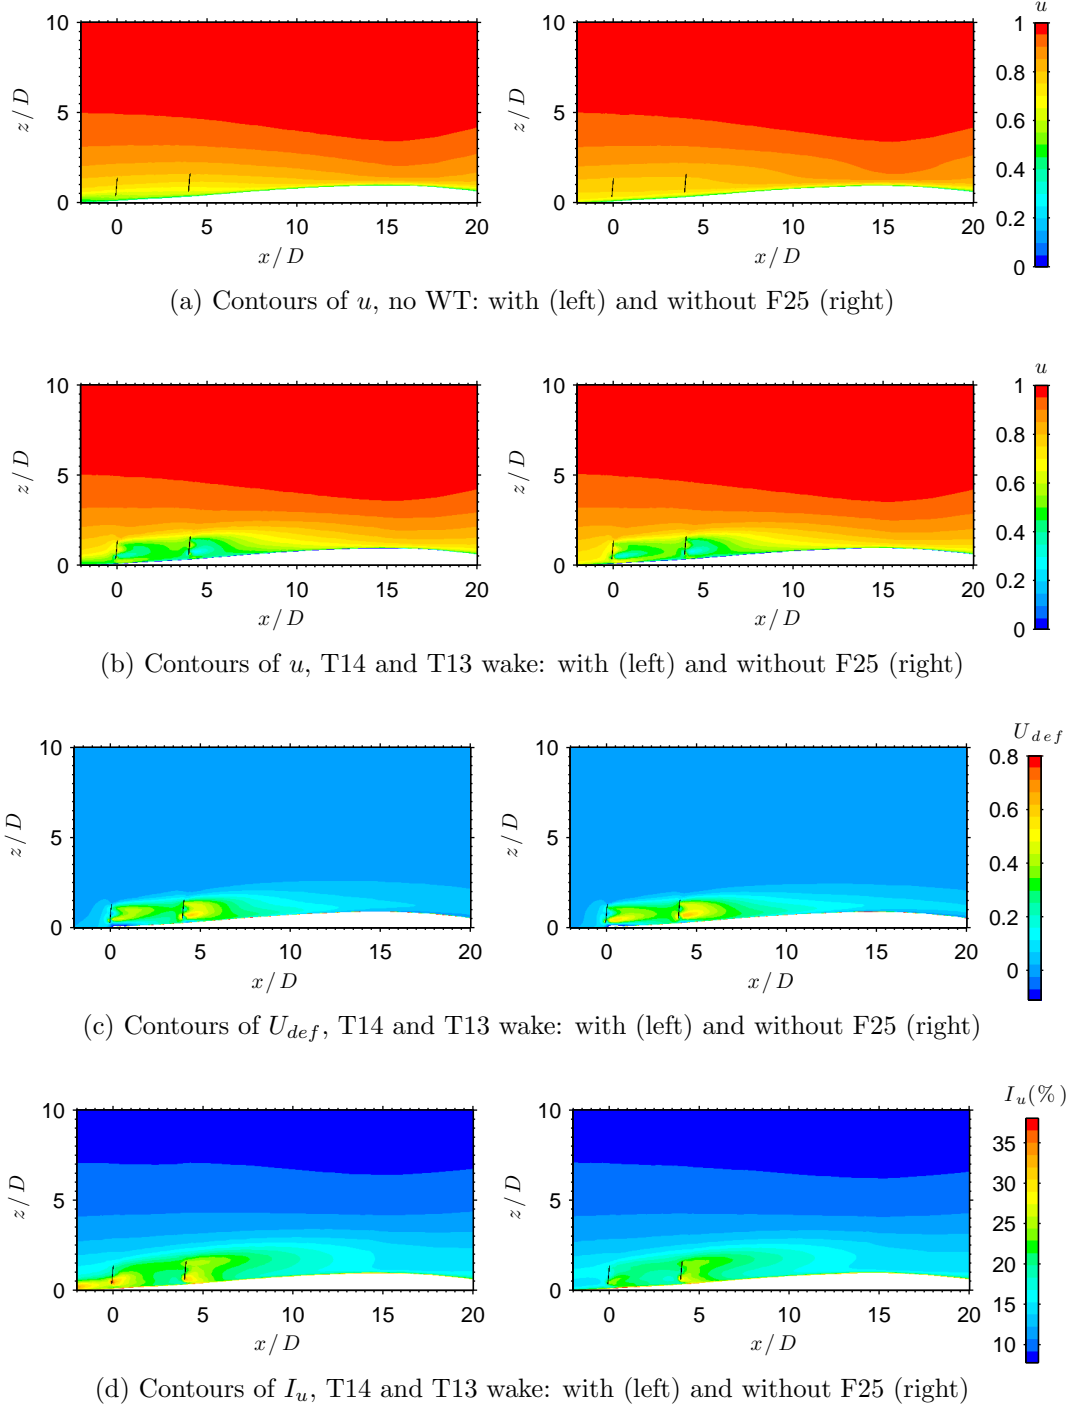 u
10
5
0
z/D
0 5 10 15 20
x/D
10
5
0
z/D
0 5 10 15 20
x/D
1
0.8
0.6
0.4
0.2
0
(a) Contours of u, no WT: with (left) and without F25 (right)
u
10
5
0
z/D
0 5 10 15 20
x/D
10
5
0
z/D
0 5 10 15 20
x/D
1
0.8
0.6
0.4
0.2
0
(b) Contours of u, T14 and T13 wake: with (left) and without F25 (right)
U_def
10
5
0
z/D
0 5 10 15 20
x/D
10
5
0
z/D
0 5 10 15 20
x/D
0.8
0.6
0.4
0.2
0
(c) Contours of U_def, T14 and T13 wake: with (left) and without F25 (right)
I_u(%)
10
5
0
z/D
0 5 10 15 20
x/D
10
5
0
z/D
0 5 10 15 20
x/D
35
30
25
20
15
10
(d) Contours of I_u, T14 and T13 wake: with (left) and without F25 (right)